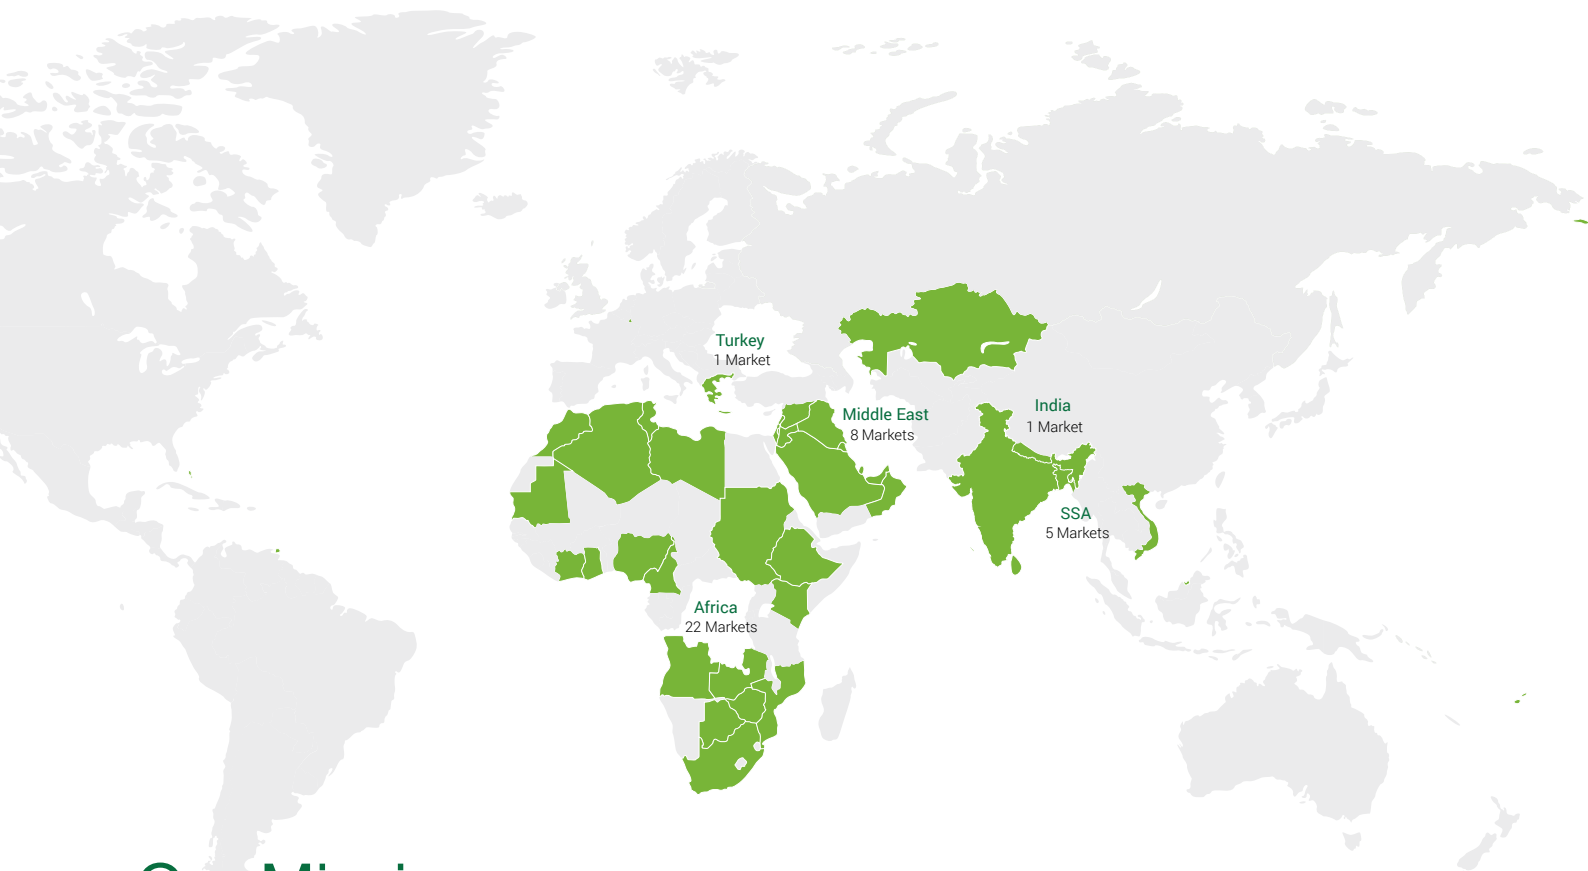 Turkey
1 Market
Middle East
8 Markets
India
1 Market
SSA
5 Markets
Africa
22 Markets